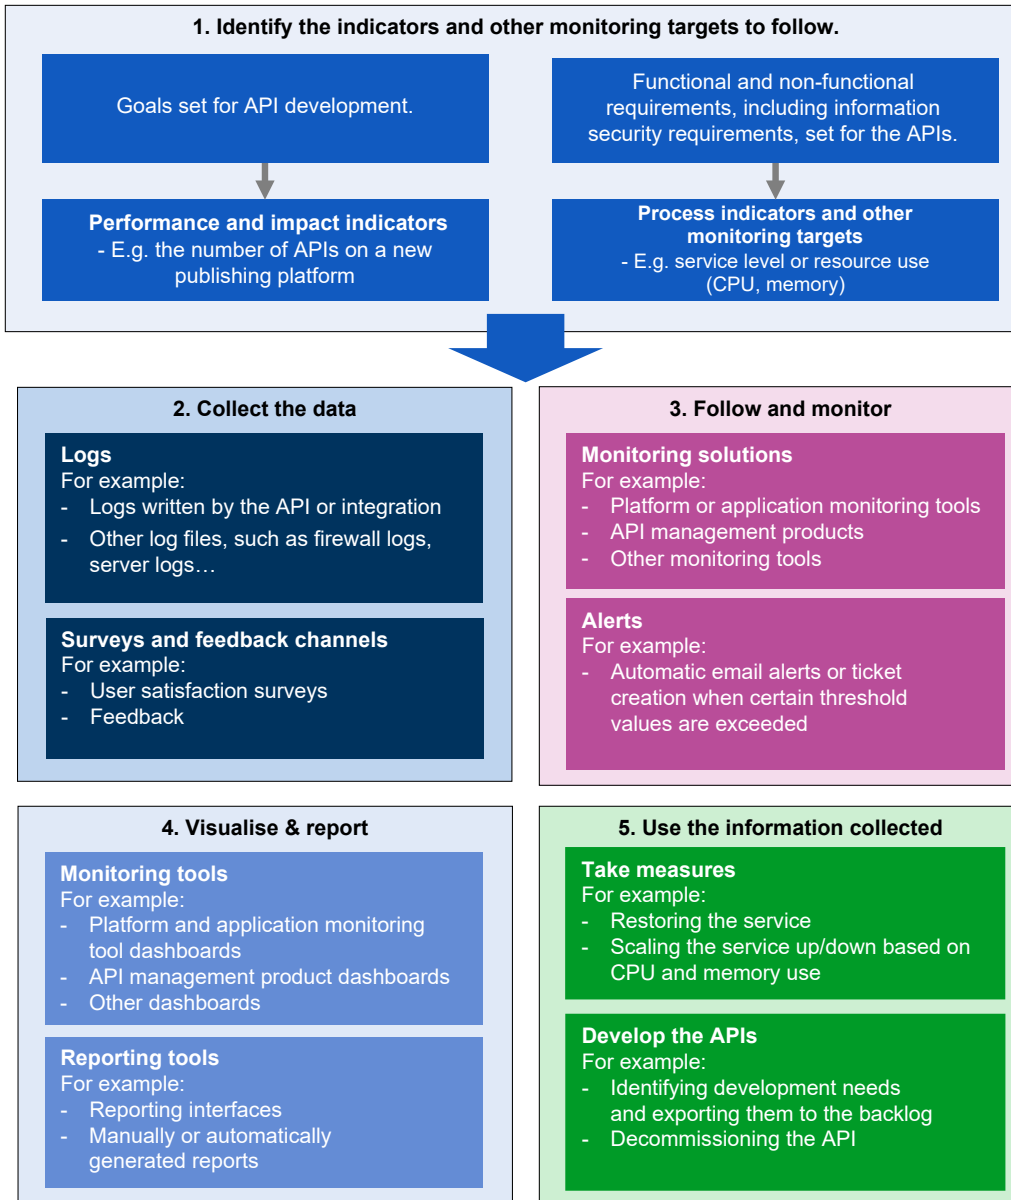 1. Identify the indicators and other monitoring targets to follow.
Goals set for API development.
Functional and non-functional
requirements, including information
security requirements, set for the APIs.
Performance and impact indicators
- E.g. the number of APIs on a new
publishing platform
Process indicators and other
monitoring targets
- E.g. service level or resource use
(CPU, memory)
2. Collect the data
Logs
For example:
- Logs written by the API or integration
- Other log files, such as firewall logs,
server logs…
Surveys and feedback channels
For example:
- User satisfaction surveys
- Feedback
3. Follow and monitor
Monitoring solutions
For example:
- Platform or application monitoring tools
- API management products
- Other monitoring tools
Alerts
For example:
- Automatic email alerts or ticket
creation when certain threshold
values are exceeded
4. Visualise & report
Monitoring tools
For example:
- Platform and application monitoring
tool dashboards
- API management product dashboards
- Other dashboards
Reporting tools
For example:
- Reporting interfaces
- Manually or automatically
generated reports
5. Use the information collected
Take measures
For example:
- Restoring the service
- Scaling the service up/down based on
CPU and memory use
Develop the APIs
For example:
- Identifying development needs
and exporting them to the backlog
- Decommissioning the API